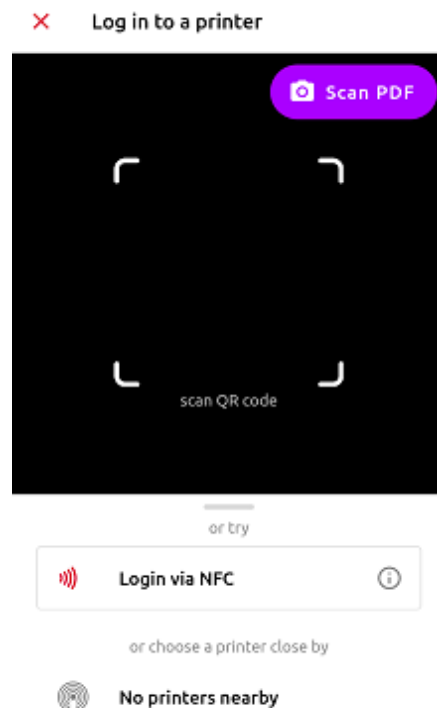 Log in to a printer
Scan PDF
scan QR code
or try
Login via NFC
or choose a printer close by
No printers nearby